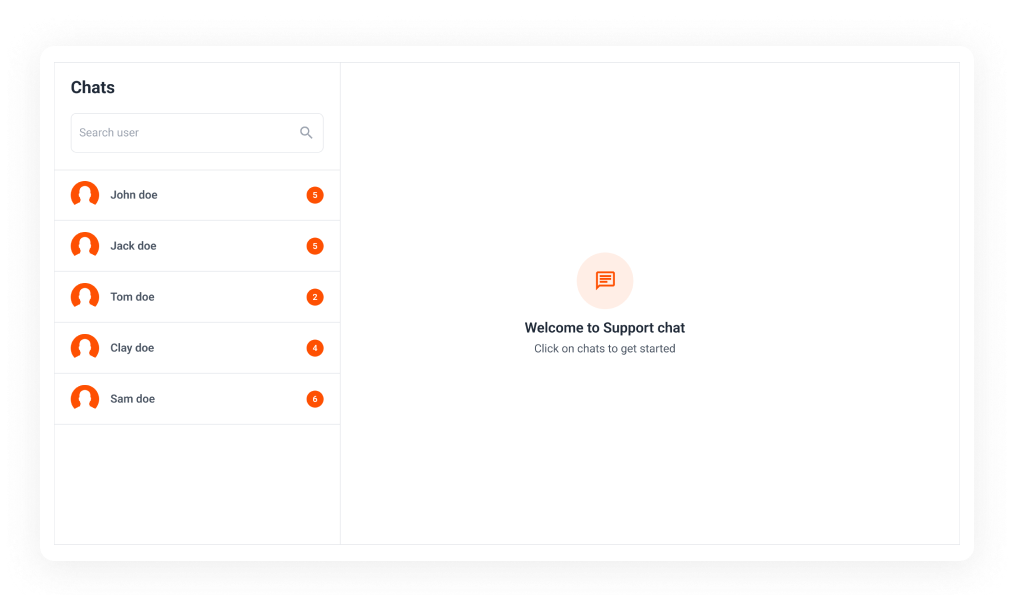 Chats
Search user
John doe 5
Jack doe 5
Tom doe 2
Clay doe 4
Sam doe 6
Welcome to Support chat
Click on chats to get started